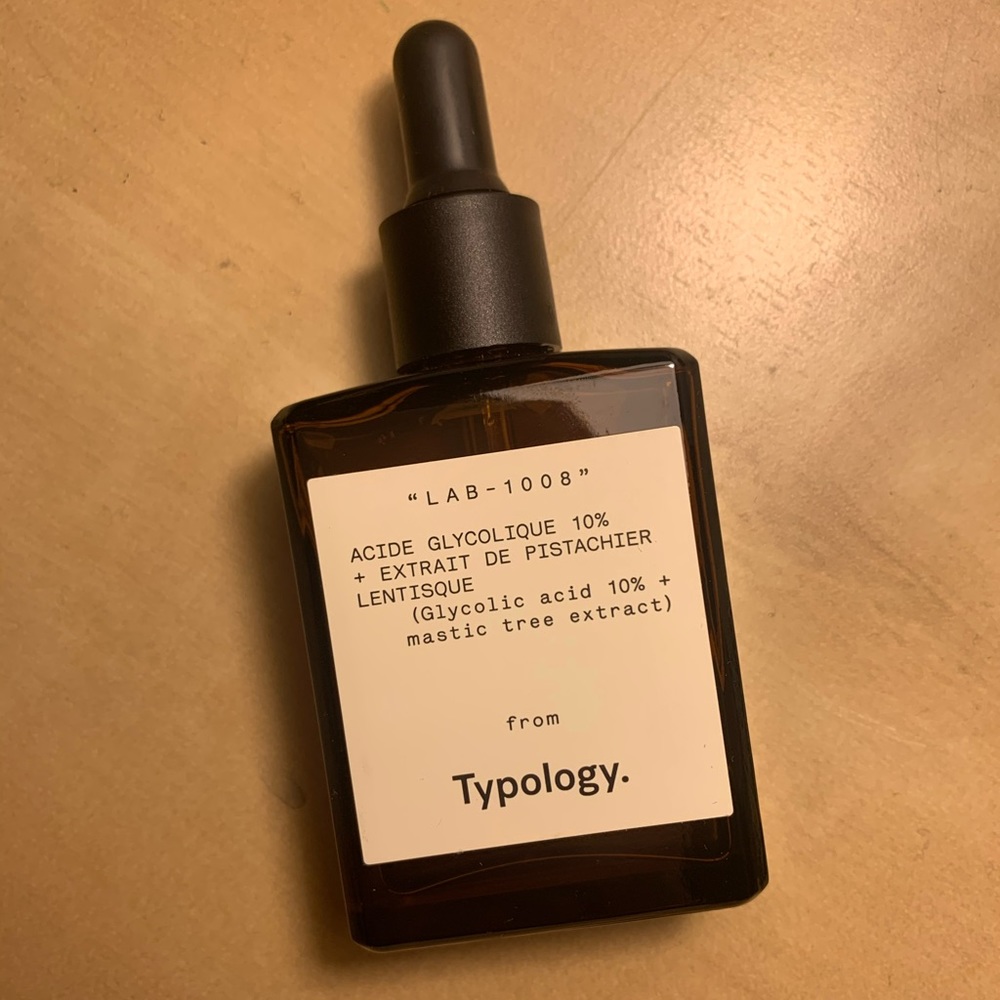 “LAB-1008”
ACIDE GLYCOLIQUE 10%
+ EXTRAIT DE PISTACHIER
LENTISQUE
(Glycolic acid 10% +
mastic tree extract)
from
Typology.